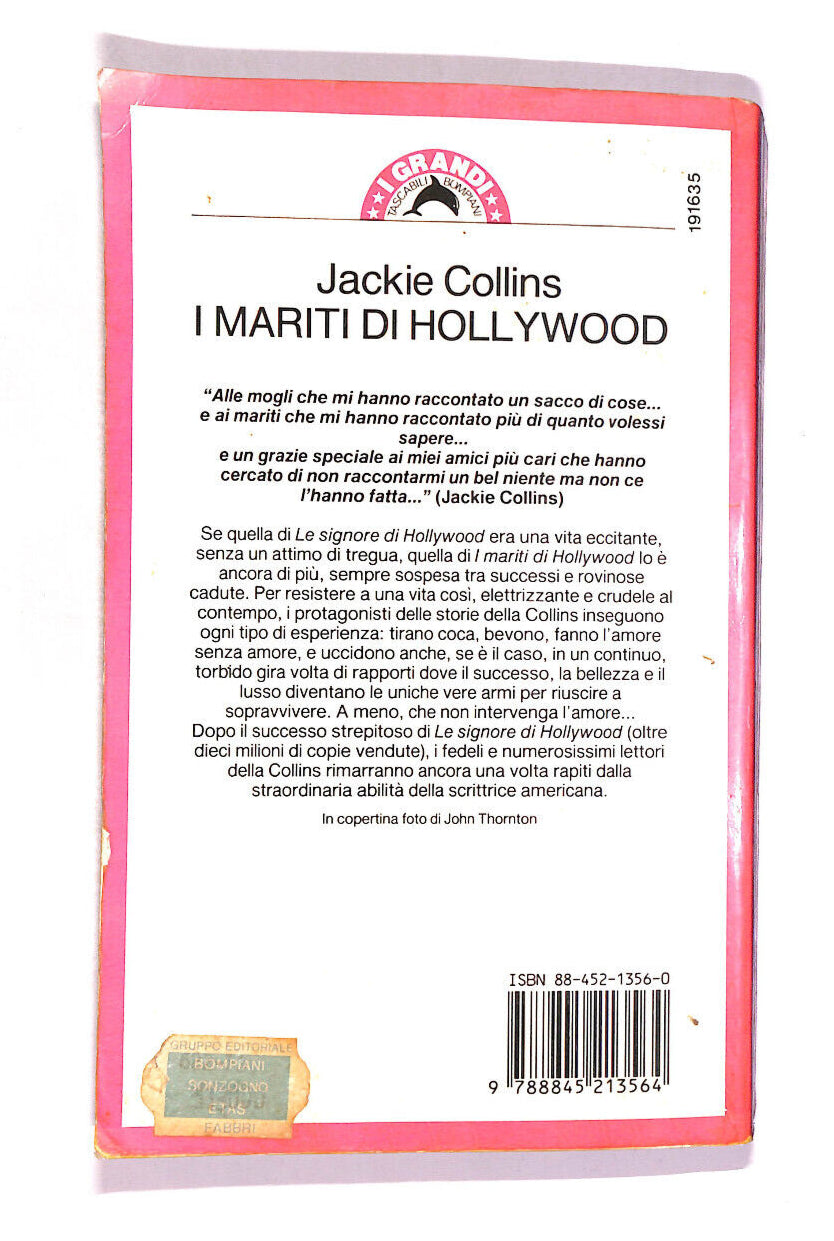 I GRANDI
TASCABILI BOMPIANI
191635
Jackie Collins
I MARITI DI HOLLYWOOD
“Alle mogli che mi hanno raccontato un sacco di cose...
e ai mariti che mi hanno raccontato più di quanto volessi
sapere...
e un grazie speciale ai miei amici più cari che hanno
cercato di non raccontarmi un bel niente ma non ce
l’hanno fatta...” (Jackie Collins)
Se quella di Le signore di Hollywood era una vita eccitante,
senza un attimo di tregua, quella di I mariti di Hollywood lo è
ancora di più, sempre sospesa tra successi e rovinose
cadute. Per resistere a una vita così, elettrizzante e crudele al
contempo, i protagonisti delle storie della Collins inseguono
ogni tipo di esperienza: tirano coca, bevono, fanno l’amore
senza amore, e uccidono anche, se è il caso, in un continuo,
torbido gira volta di rapporti dove il successo, la bellezza e il
lusso diventano le uniche vere armi per riuscire a
sopravvivere. A meno, che non intervenga l’amore...
Dopo il successo strepitoso di Le signore di Hollywood (oltre
dieci milioni di copie vendute), i fedeli e numerosissimi lettori
della Collins rimarranno ancora una volta rapiti dalla
straordinaria abilità della scrittrice americana.
In copertina foto di John Thornton
ISBN 88-452-1356-0
9 788845 213564
GRUPPO EDITORIALE
BOMPIANI
SONZOGNO
ETAS
FABBRI